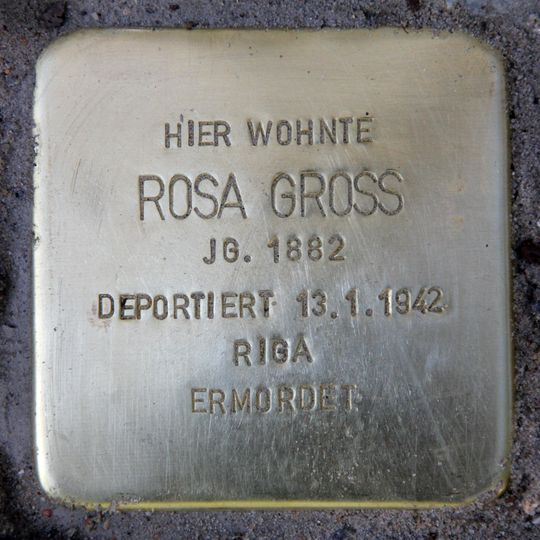 HIER WOHNTE
ROSA GROSS
JG. 1882
DEPORTIERT 13.1.1942
RIGA
ERMORDET